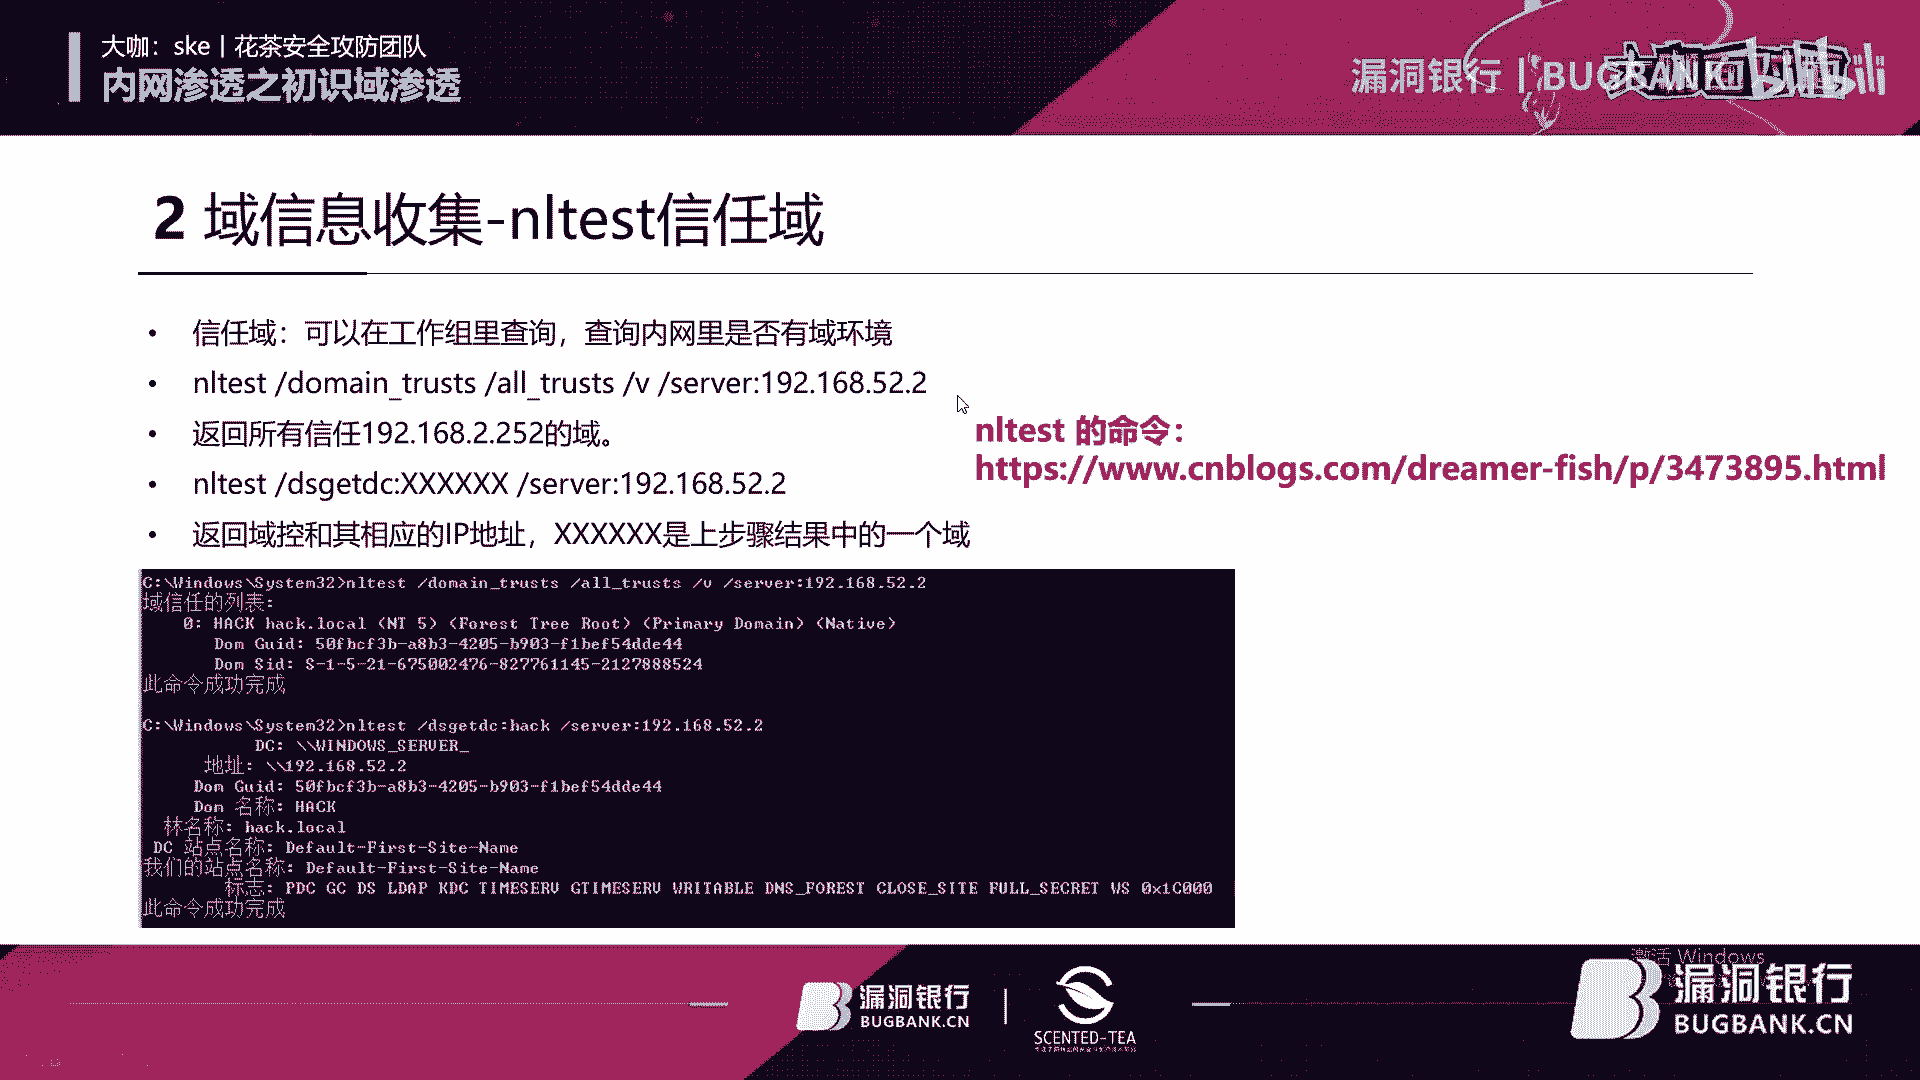 大咖：ske | 花茶安全攻防团队
内网渗透之初识域渗透
漏洞银行 | BUGBANK
bilibili
2 域信息收集-nltest信任域
• 信任域：可以在工作组里查询，查询内网里是否有域环境
• nltest /domain_trusts /all_trusts /v /server:192.168.52.2
• 返回所有信任192.168.2.252的域。
• nltest /dsgetdc:XXXXXX /server:192.168.52.2
• 返回域控和其相应的IP地址，XXXXXX是上步骤结果中的一个域
nltest 的命令：
https://www.cnblogs.com/dreamer-fish/p/3473895.html
C:\Windows\System32>nltest /domain_trusts /all_trusts /v /server:192.168.52.2
域信任的列表:
0: HACK hack.local (NT 5) (Forest Tree Root) (Primary Domain) (Native)
Dom Guid: 50fbcf3b-a8b3-4205-b903-f1bef54dde44
Dom Sid: S-1-5-21-675002476-827761145-2127888524
此命令成功完成
C:\Windows\System32>nltest /dsgetdc:hack /server:192.168.52.2
DC: \\WINDOWS_SERVER_
地址: \\192.168.52.2
Dom Guid: 50fbcf3b-a8b3-4205-b903-f1bef54dde44
Dom 名称: HACK
林名称: hack.local
DC 站点名称: Default-First-Site-Name
我们的站点名称: Default-First-Site-Name
标志: PDC GC DS LDAP KDC TIMESERV GTIMESERV WRITABLE DNS_FOREST CLOSE_SITE FULL_SECRET WS 0x1C000
此命令成功完成
漏洞银行
BUGBANK.CN
SCENTED-TEA
激活 Windows
漏洞银行
BUGBANK.CN